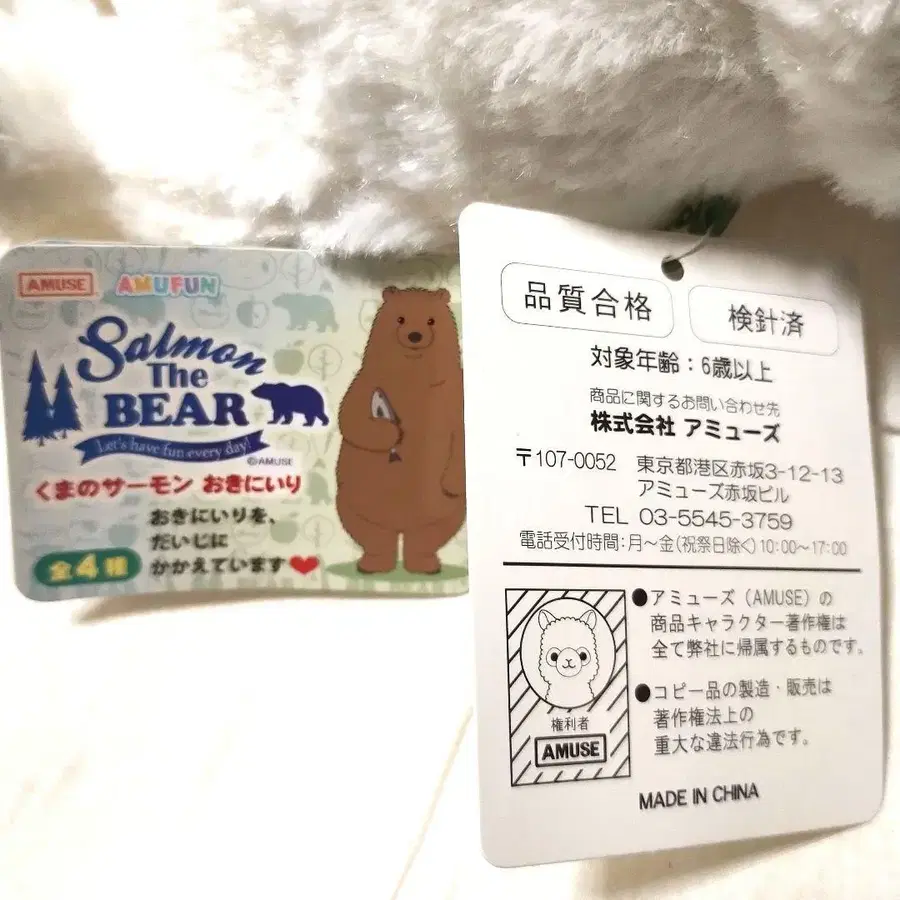 AMUSE AMUFUN
Salmon
The
BEAR
Let's have fun every day!
©AMUSE
くまのサーモン おきにいり
おきにいりを、
だいじに
かかえています♥
全4種
品質合格 検針済
対象年齢：6歳以上
商品に関するお問い合わせ先
株式会社 アミューズ
〒107-0052 東京都港区赤坂3-12-13
アミューズ赤坂ビル
TEL 03-5545-3759
電話受付時間：月～金(祝祭日除く)10:00～17:00
●アミューズ（AMUSE）の
商品キャラクター著作権は
全て弊社に帰属するものです。
●コピー品の製造・販売は
著作権法上の
重大な違法行為です。
権利者
AMUSE
MADE IN CHINA